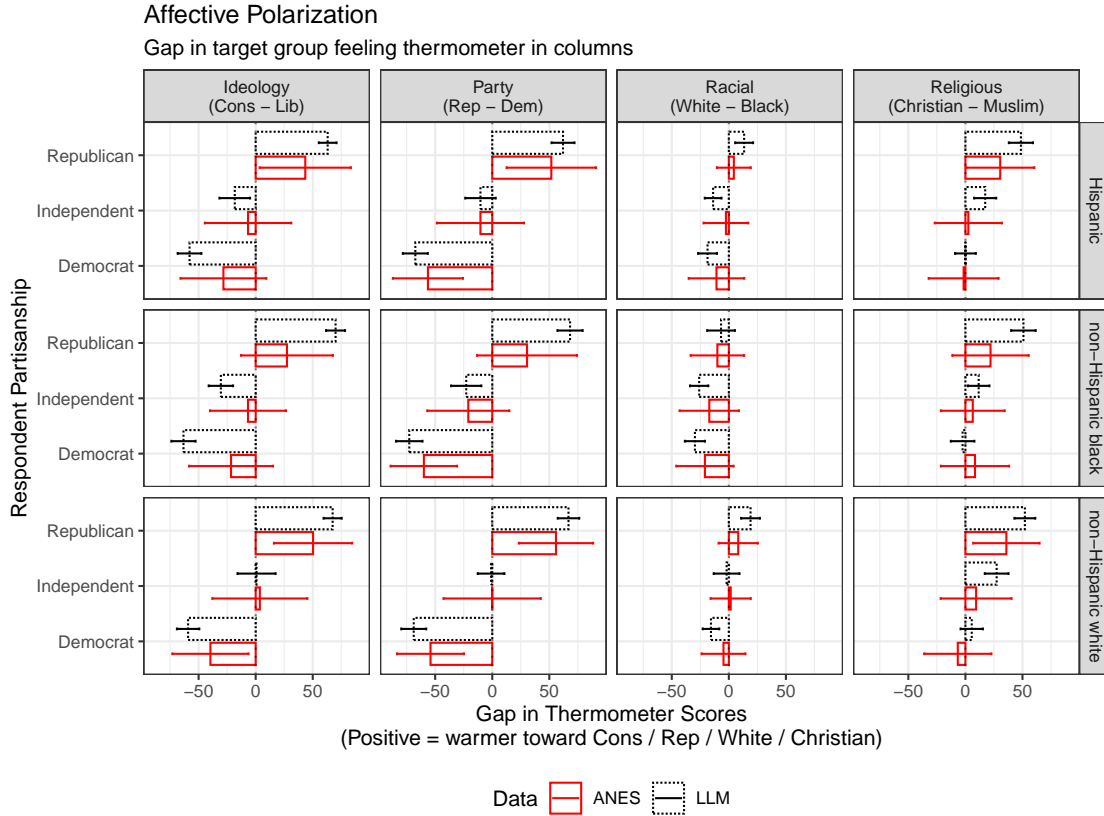 Affective Polarization
Gap in target group feeling thermometer in columns
Ideology
(Cons − Lib)
Party
(Rep − Dem)
Racial
(White − Black)
Religious
(Christian − Muslim)
Respondent Partisanship
Republican
Independent
Democrat
Hispanic
Republican
Independent
Democrat
non−Hispanic black
Republican
Independent
Democrat
non−Hispanic white
−50 0 50 −50 0 50 −50 0 50 −50 0 50
Gap in Thermometer Scores
(Positive = warmer toward Cons / Rep / White / Christian)
Data ANES LLM